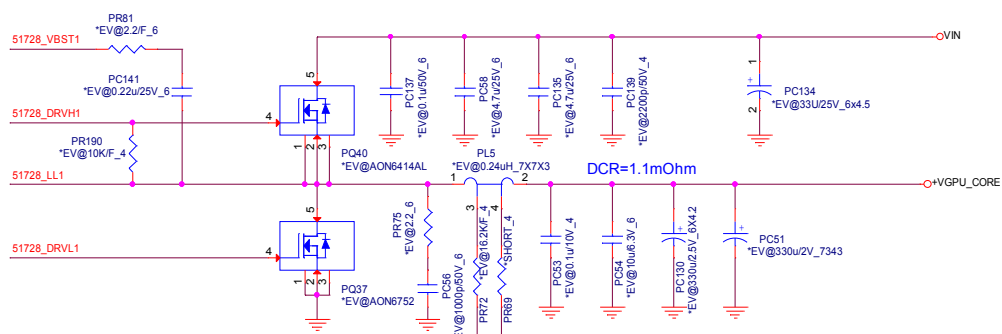 PR81
*EV@2.2/F_6
51728_VBST1
VIN
PC141
*EV@0.22u/25V_6
5
PC137
*EV@0.1u/50V_6
PC58
*EV@4.7u/25V_6
PC135
*EV@4.7u/25V_6
PC139
*EV@2200p/50V_4
1
PC134
*EV@33U/25V_6x4.5
2
51728_DRVH1
4
PR190
*EV@10K/F_4
1
2
3
PQ40
*EV@AON6414AL
PL5
*EV@0.24uH_7X7X3
DCR=1.1mOhm
51728_LL1
1
2
+VGPU_CORE
5
3
4
PR75
*EV@2.2_6
*EV@16.2K/F_4
*SHORT_4
PC53
*EV@0.1u/10V_4
PC54
*EV@10u/6.3V_6
PC130
*EV@330u/2.5V_6X4.2
PC51
*EV@330u/2V_7343
51728_DRVL1
4
1
2
3
PQ37
*EV@AON6752
PC56
*EV@1000p/50V_6
PR72
PR69